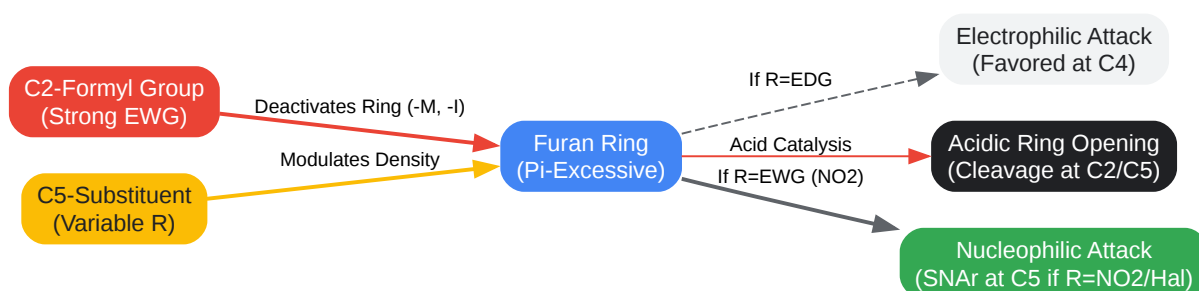 C2-Formyl Group
(Strong EWG)
C5-Substituent
(Variable R)
Deactivates Ring (-M, -I)
Modulates Density
Furan Ring
(Pi-Excessive)
If R=EDG
Acid Catalysis
If R=EWG (NO2)
Electrophilic Attack
(Favored at C4)
Acidic Ring Opening
(Cleavage at C2/C5)
Nucleophilic Attack
(SNAr at C5 if R=NO2/Hal)